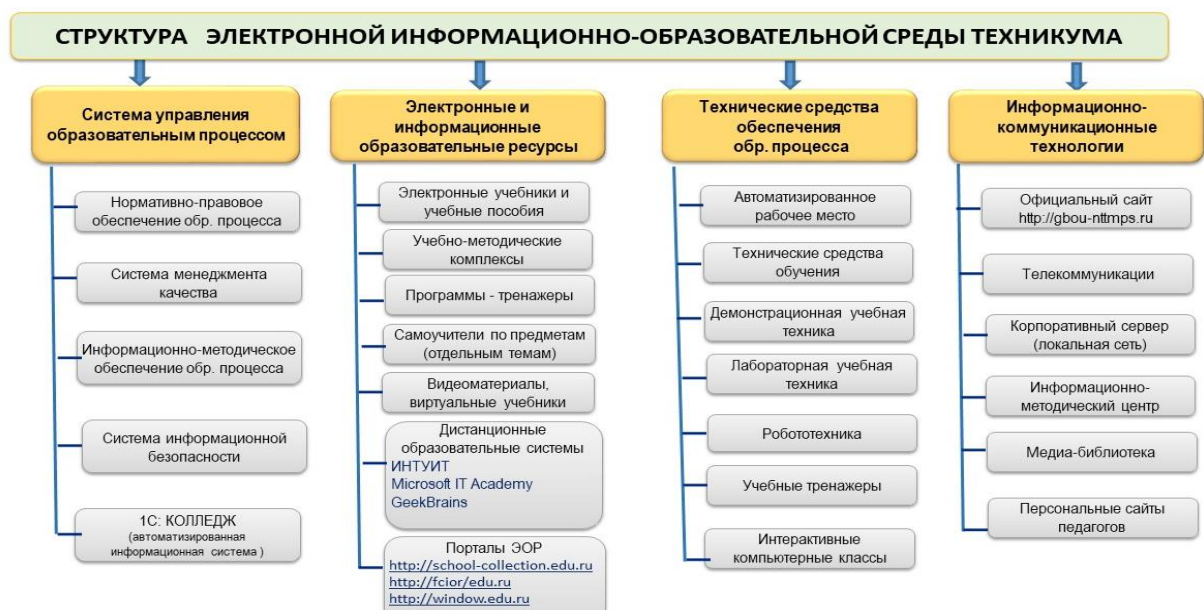 СТРУКТУРА ЭЛЕКТРОННОЙ ИНФОРМАЦИОННО-ОБРАЗОВАТЕЛЬНОЙ СРЕДЫ ТЕХНИКУМА
Система управления
образовательным процессом
Нормативно-правовое
обеспечение обр. процесса
Система менеджмента
качества
Информационно-методическое
обеспечение обр. процесса
Система информационной
безопасности
1С: КОЛЛЕДЖ
(автоматизированная
информационная система )
Электронные и
информационные
образовательные ресурсы
Электронные учебники и
учебные пособия
Учебно-методические
комплексы
Программы - тренажеры
Самоучители по предметам
(отдельным темам)
Видеоматериалы,
виртуальные учебники
Дистанционные
образовательные системы
ИНТУИТ
Microsoft IT Academy
GeekBrains
Порталы ЭОР
http://school-collection.edu.ru
http://fcior/edu.ru
http://window.edu.ru
Технические средства
обеспечения
обр. процесса
Автоматизированное
рабочее место
Технические средства
обучения
Демонстрационная учебная
техника
Лабораторная учебная
техника
Робототехника
Учебные тренажеры
Интерактивные
компьютерные классы
Информационно-
коммуникационные
технологии
Официальный сайт
http://gbou-nttmps.ru
Телекоммуникации
Корпоративный сервер
(локальная сеть)
Информационно-
методический центр
Медиа-библиотека
Персональные сайты
педагогов